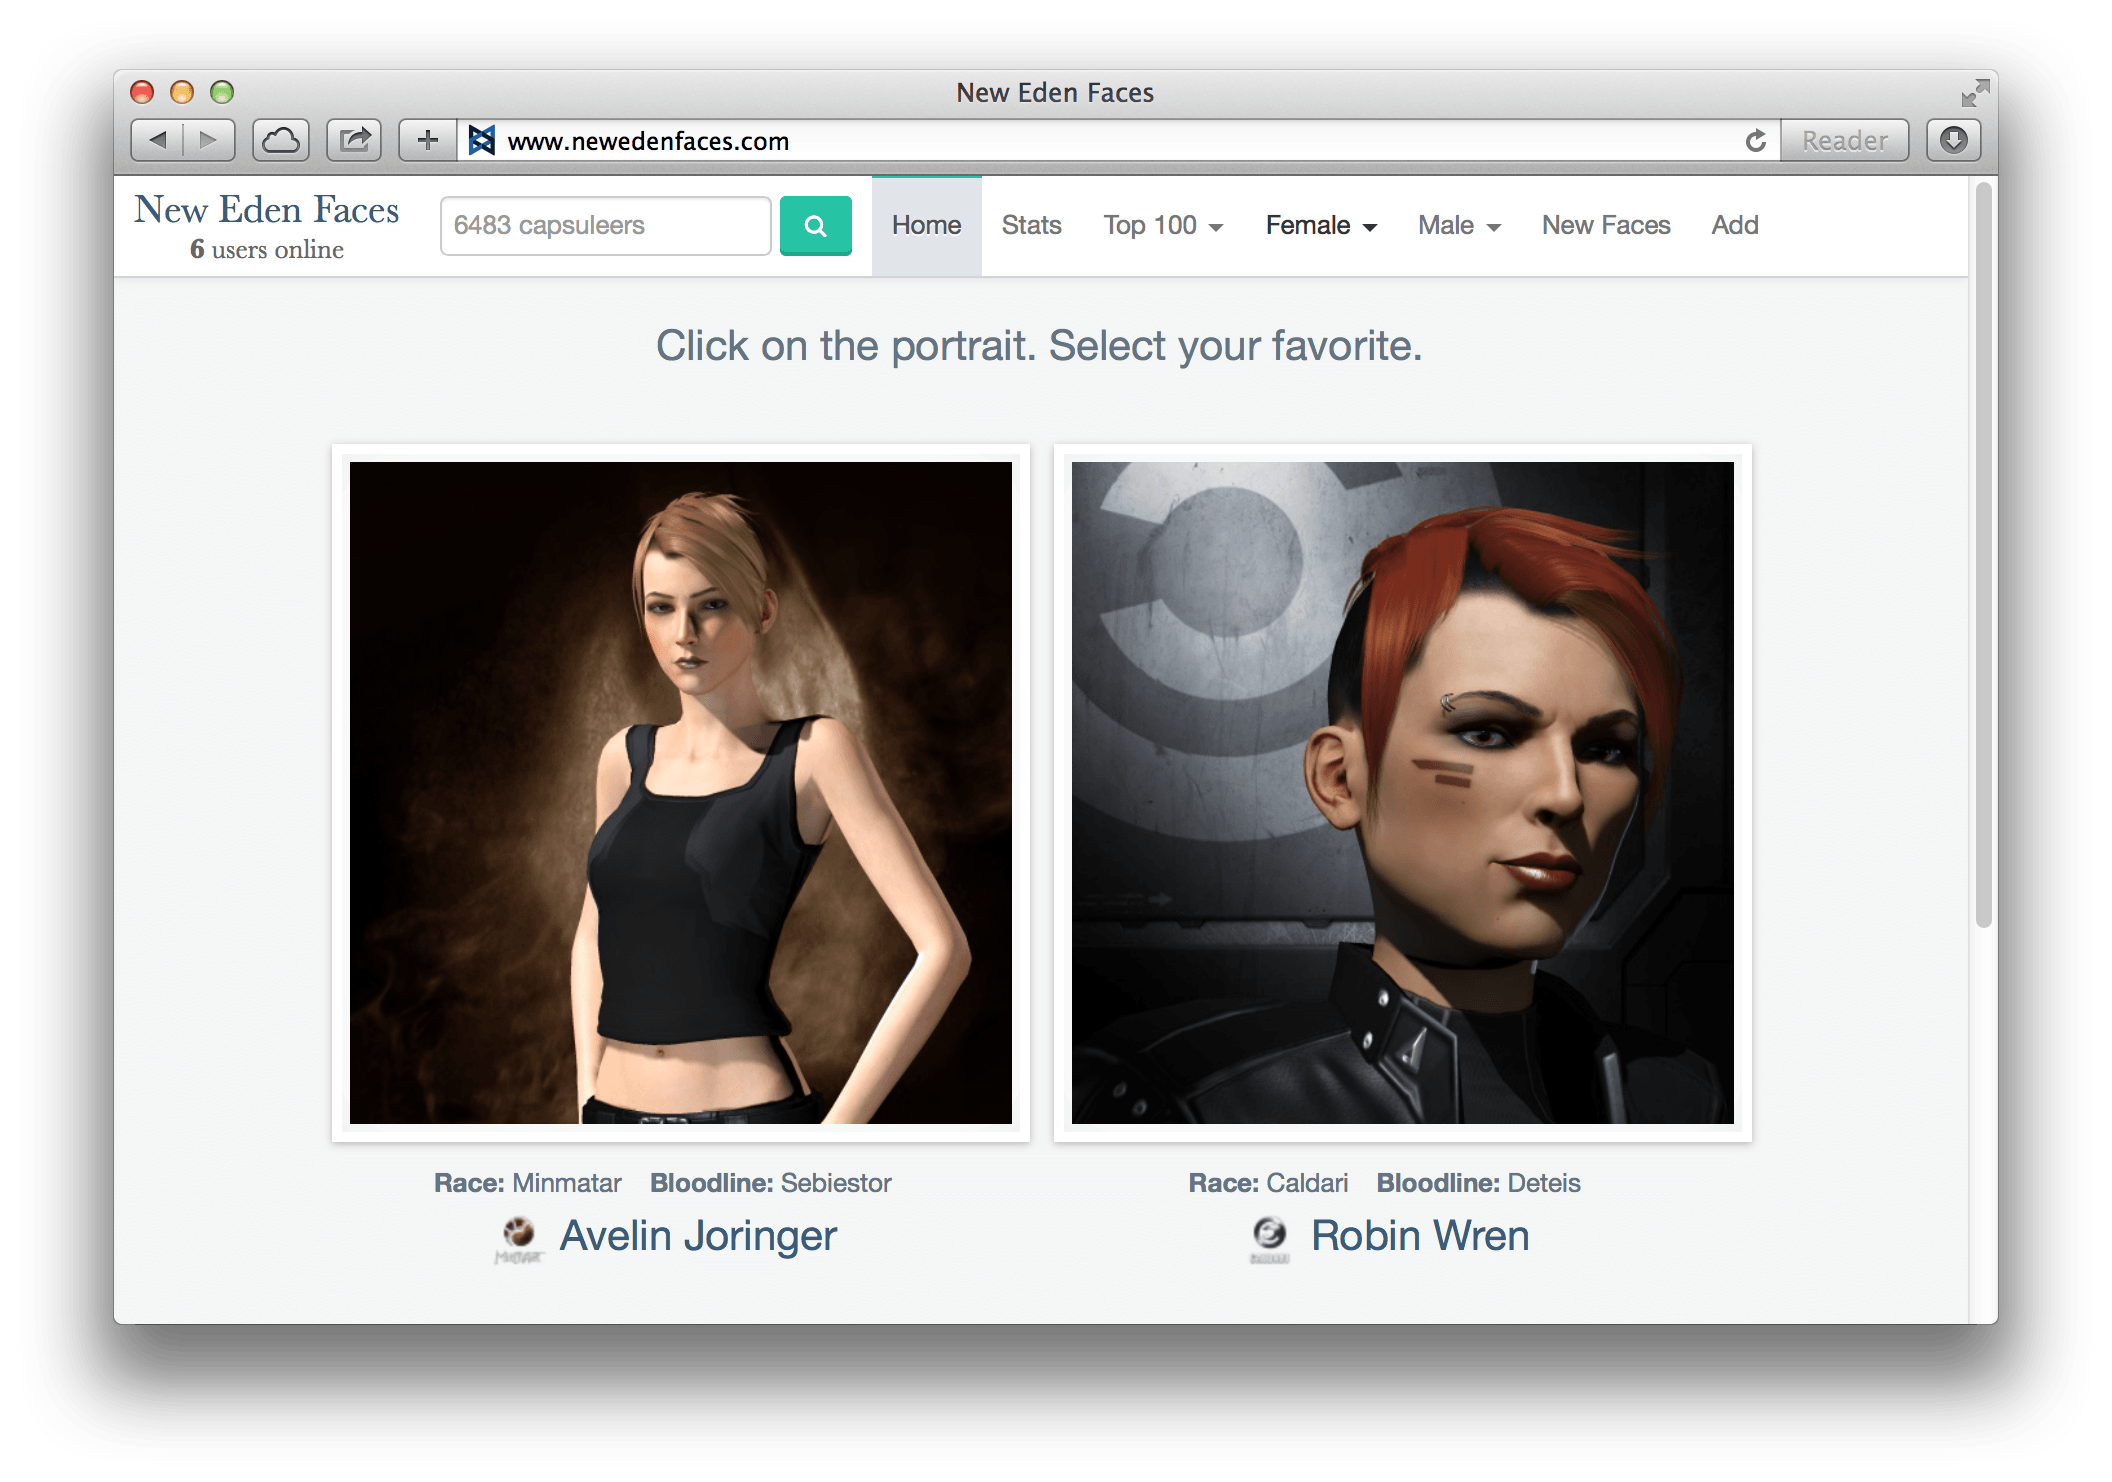 New Eden Faces
www.newedenfaces.com
Reader
New Eden Faces
6 users online
6483 capsuleers
Home Stats Top 100 Female Male New Faces Add
Click on the portrait. Select your favorite.
Race: Minmatar Bloodline: Sebiestor
Avelin Joringer
Race: Caldari Bloodline: Deteis
Robin Wren